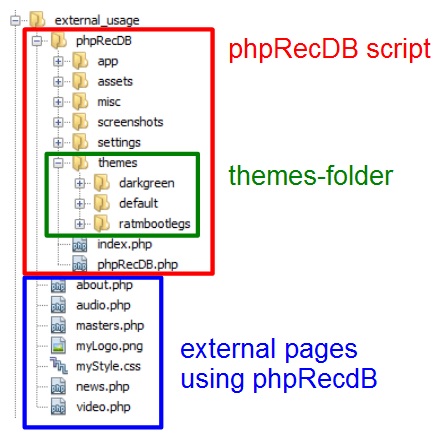 external_usage
phpRecDB
app
assets
misc
screenshots
settings
themes
darkgreen
default
ratmbootlegs
index.php
phpRecDB.php
about.php
audio.php
masters.php
myLogo.png
myStyle.css
news.php
video.php
phpRecDB script
themes-folder
external pages
using phpRecdB